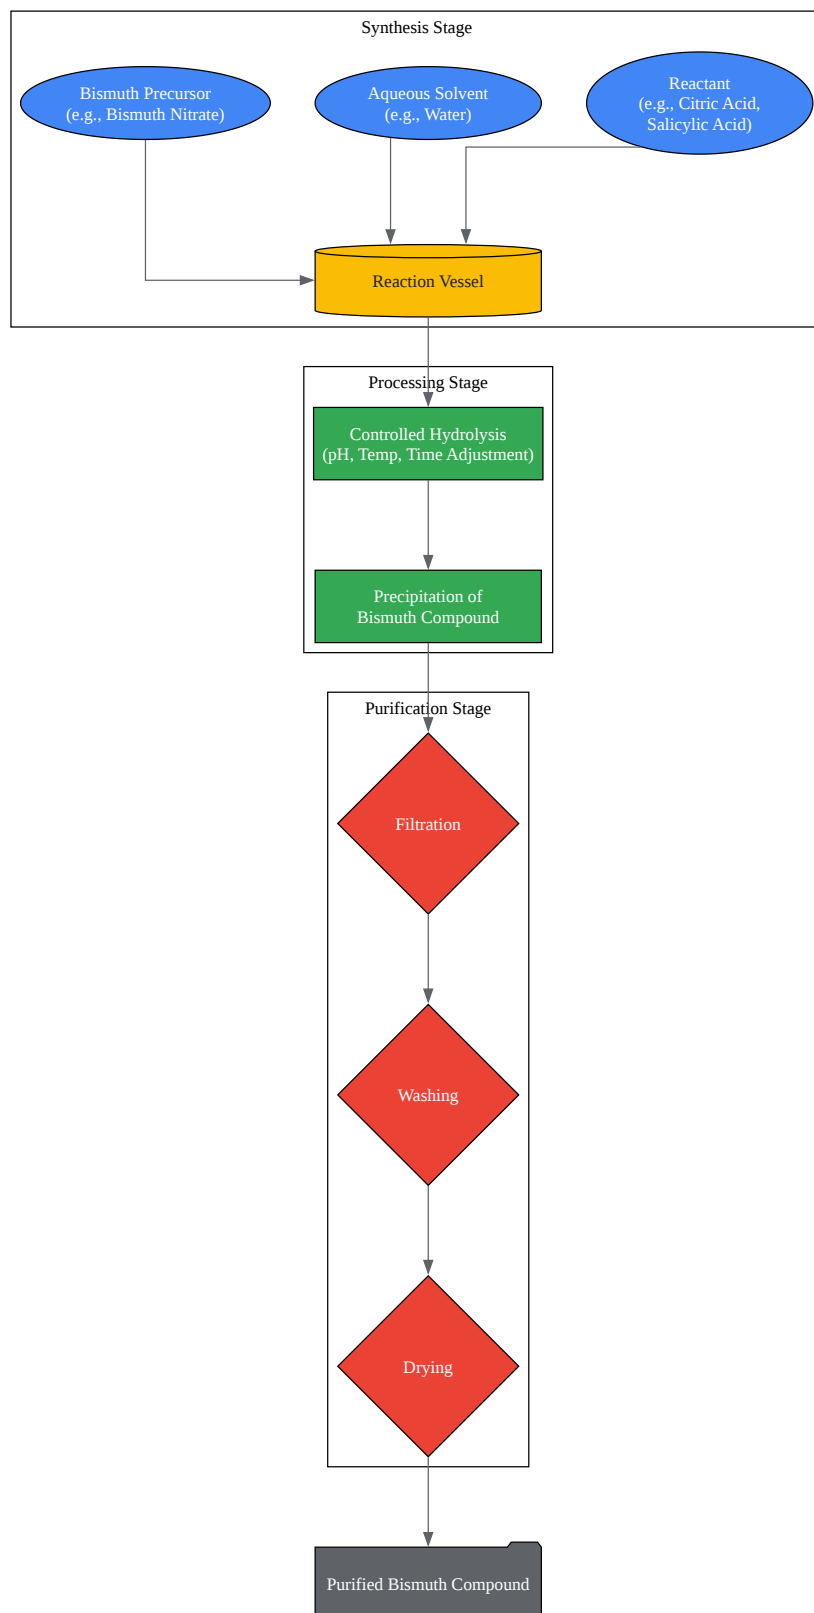 Synthesis Stage
Bismuth Precursor
(e.g., Bismuth Nitrate)
Aqueous Solvent
(e.g., Water)
Reactant
(e.g., Citric Acid,
Salicylic Acid)
Reaction Vessel
Processing Stage
Controlled Hydrolysis
(pH, Temp, Time Adjustment)
Precipitation of
Bismuth Compound
Purification Stage
Filtration
Washing
Drying
Purified Bismuth Compound